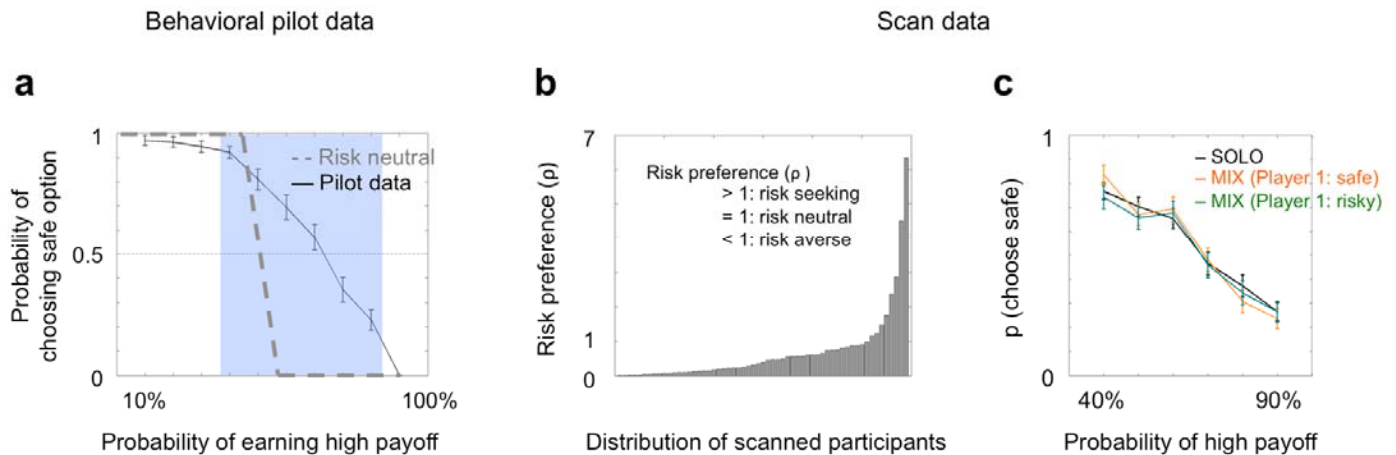 Behavioral pilot data
Scan data
a
Probability of
choosing safe option
1
0.5
0
Risk neutral
Pilot data
10%
100%
Probability of earning high payoff
b
Risk preference (ρ)
7
1
0
Risk preference (ρ )
> 1: risk seeking
= 1: risk neutral
< 1: risk averse
Distribution of scanned participants
c
p (choose safe)
1
0
SOLO
MIX (Player 1: safe)
MIX (Player 1: risky)
40%
90%
Probability of high payoff